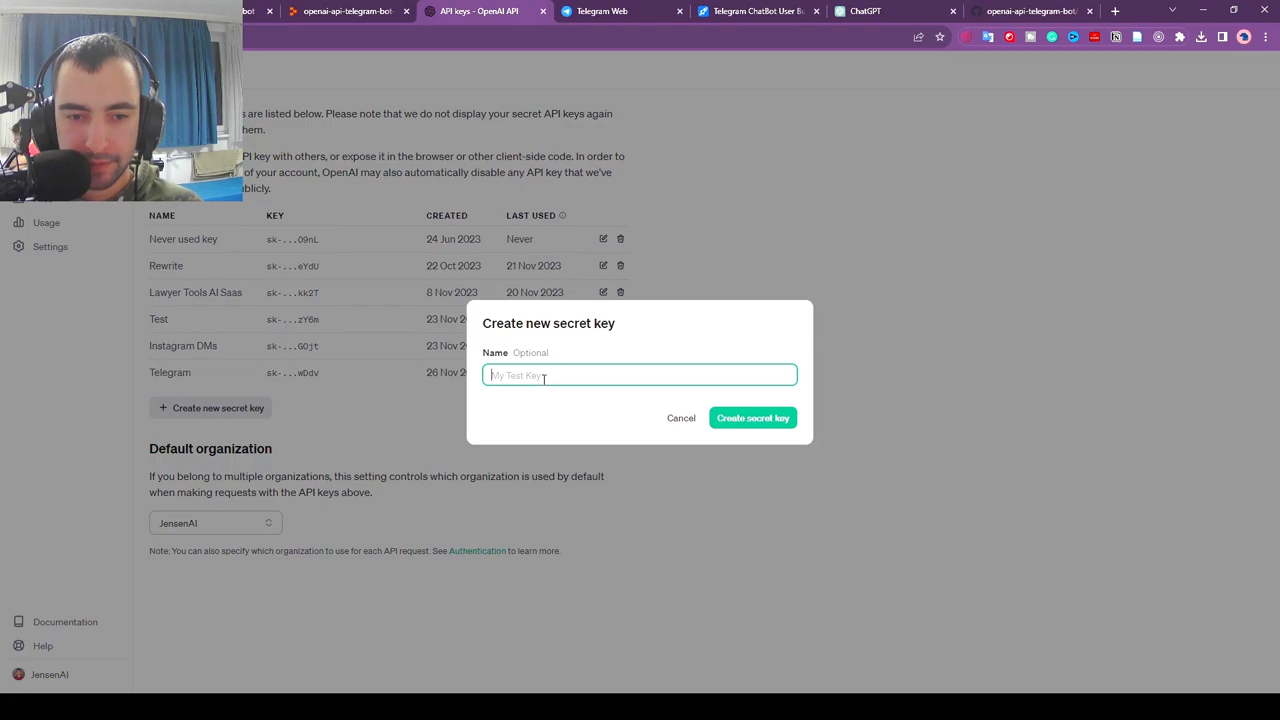 bot
openai-api-telegram-bot-
API keys - OpenAI API
Telegram Web
Telegram ChatBot User Bu
ChatGPT
openai-api-telegram-bot/
are listed below. Please note that we do not display your secret API keys again
em.
PI key with others, or expose it in the browser or other client-side code. In order to
of your account, OpenAI may also automatically disable any API key that we've
blicly.
Usage
Settings
NAME KEY CREATED LAST USED
Never used key sk-...O9nL 24 Jun 2023 Never
Rewrite sk-...eYdU 22 Oct 2023 21 Nov 2023
Lawyer Tools AI Saas sk-...kk2T 8 Nov 2023 20 Nov 2023
Test sk-...zY6m 23 Nov 2
Instagram DMs sk-...GOjt 23 Nov 2
Telegram sk-...wDdv 26 Nov 2
+ Create new secret key
Create new secret key
Name Optional
My Test Key
Cancel Create secret key
Default organization
If you belong to multiple organizations, this setting controls which organization is used by default
when making requests with the API keys above.
JensenAI
Note: You can also specify which organization to use for each API request. See Authentication to learn more.
Documentation
Help
JensenAI